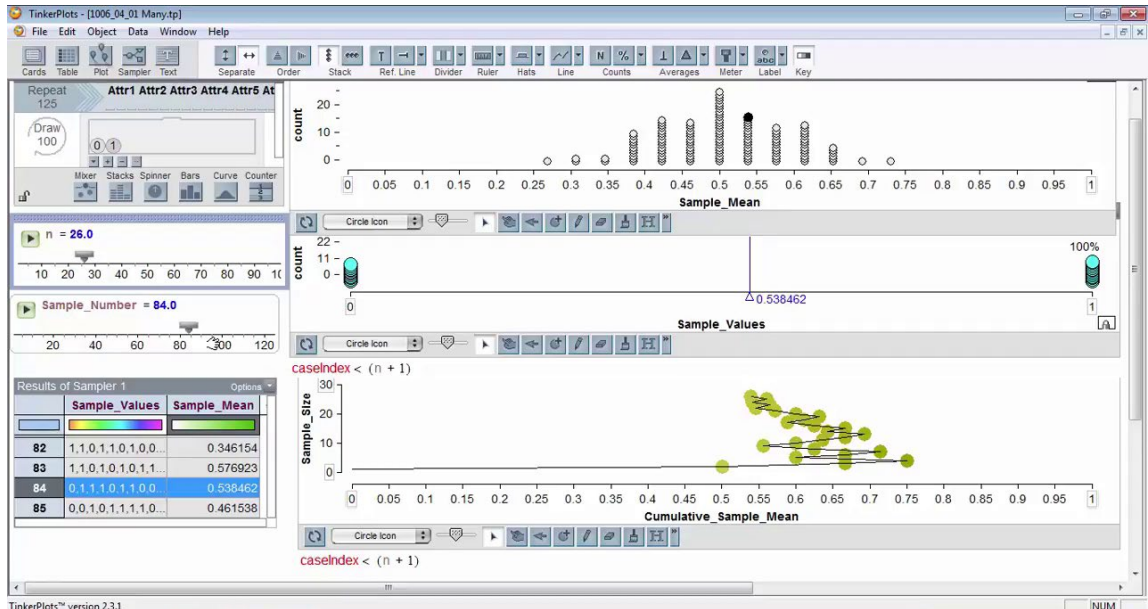 TinkerPlots - [1006_04_01 Many.tp]
File Edit Object Data Window Help
Cards Table Plot Sampler Text Separate Order Stack Ref. Line Divider Ruler Hats Line Counts Averages Meter Label Key
Repeat
125
Attr1 Attr2 Attr3 Attr4 Attr5 At
Draw
100
0 1
Mixer Stacks Spinner Bars Curve Counter
n = 26.0
10 20 30 40 50 60 70 80 90 10
Sample_Number = 84.0
20 40 60 80 100 120
Results of Sampler 1 Options
Sample_Values Sample_Mean
82 1,1,0,1,1,0,1,0,0... 0.346154
83 1,1,0,1,0,1,0,1,1... 0.576923
84 0,1,1,1,0,1,1,0,0... 0.538462
85 0,0,1,0,1,1,1,1,0... 0.461538
count
20
10
0
0 0.05 0.1 0.15 0.2 0.25 0.3 0.35 0.4 0.45 0.5 0.55 0.6 0.65 0.7 0.75 0.8 0.85 0.9 0.95 1
Sample_Mean
Circle Icon
count
22
11
0
100%
0.538462
0 1
Sample_Values
Circle Icon
caseIndex < (n + 1)
Sample_Size
30
20
10
0
0 0.05 0.1 0.15 0.2 0.25 0.3 0.35 0.4 0.45 0.5 0.55 0.6 0.65 0.7 0.75 0.8 0.85 0.9 0.95 1
Cumulative_Sample_Mean
Circle Icon
caseIndex < (n + 1)
TinkerPlots™ version 2.3.1
NUM